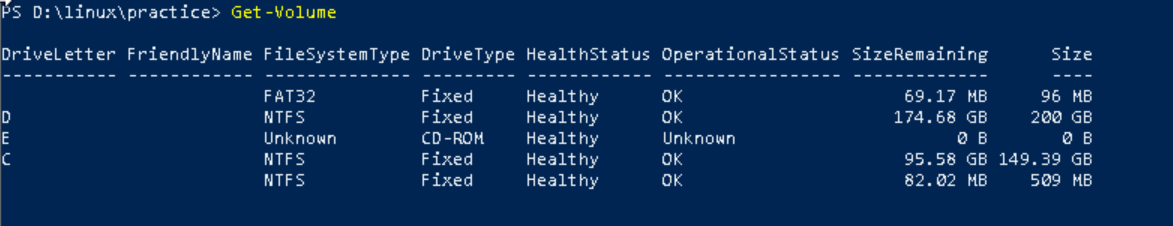 PS D:\linux\practice> Get-Volume
DriveLetter FriendlyName FileSystemType DriveType HealthStatus OperationalStatus SizeRemaining      Size
----------- ------------ -------------- --------- ------------ ----------------- -------------      ----
                         FAT32          Fixed     Healthy      OK                     69.17 MB     96 MB
D                        NTFS           Fixed     Healthy      OK                    174.68 GB    200 GB
E                        Unknown        CD-ROM    Healthy      Unknown                     0 B       0 B
C                        NTFS           Fixed     Healthy      OK                     95.58 GB 149.39 GB
                         NTFS           Fixed     Healthy      OK                     82.02 MB    509 MB